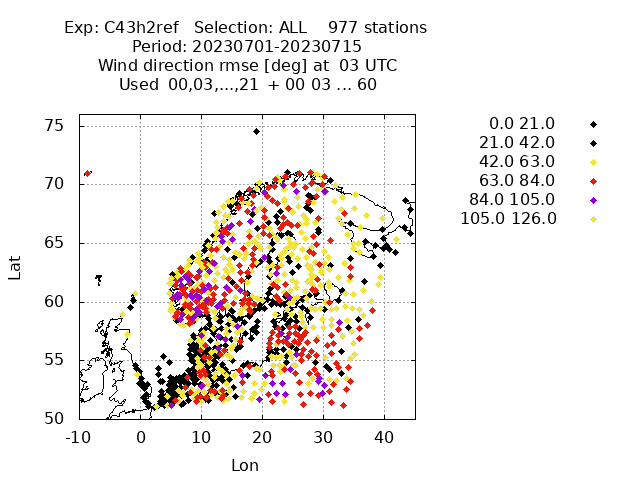 Exp: C43h2ref   Selection: ALL    977 stations
Period: 20230701-20230715
Wind direction rmse [deg] at  03 UTC
Used  00,03,...,21  + 00 03 ... 60
0.0 21.0
21.0 42.0
42.0 63.0
63.0 84.0
84.0 105.0
105.0 126.0
75
70
65
60
55
50
Lat
-10 0 10 20 30 40
Lon